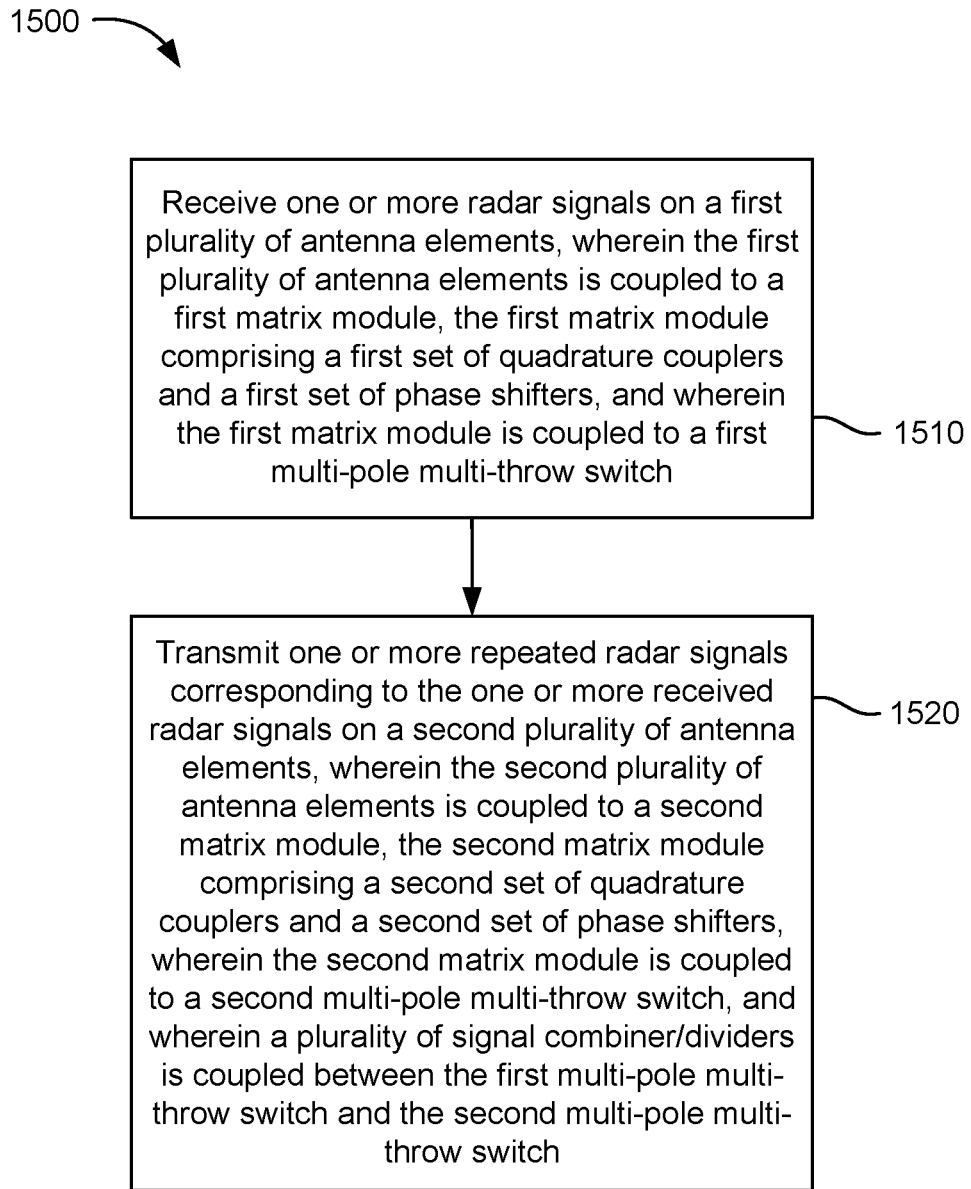 1500
Receive one or more radar signals on a first
plurality of antenna elements, wherein the first
plurality of antenna elements is coupled to a
first matrix module, the first matrix module
comprising a first set of quadrature couplers
and a first set of phase shifters, and wherein
the first matrix module is coupled to a first
multi-pole multi-throw switch
1510
Transmit one or more repeated radar signals
corresponding to the one or more received
radar signals on a second plurality of antenna
elements, wherein the second plurality of
antenna elements is coupled to a second
matrix module, the second matrix module
comprising a second set of quadrature
couplers and a second set of phase shifters,
wherein the second matrix module is coupled
to a second multi-pole multi-throw switch, and
wherein a plurality of signal combiner/dividers
is coupled between the first multi-pole multi-
throw switch and the second multi-pole multi-
throw switch
1520